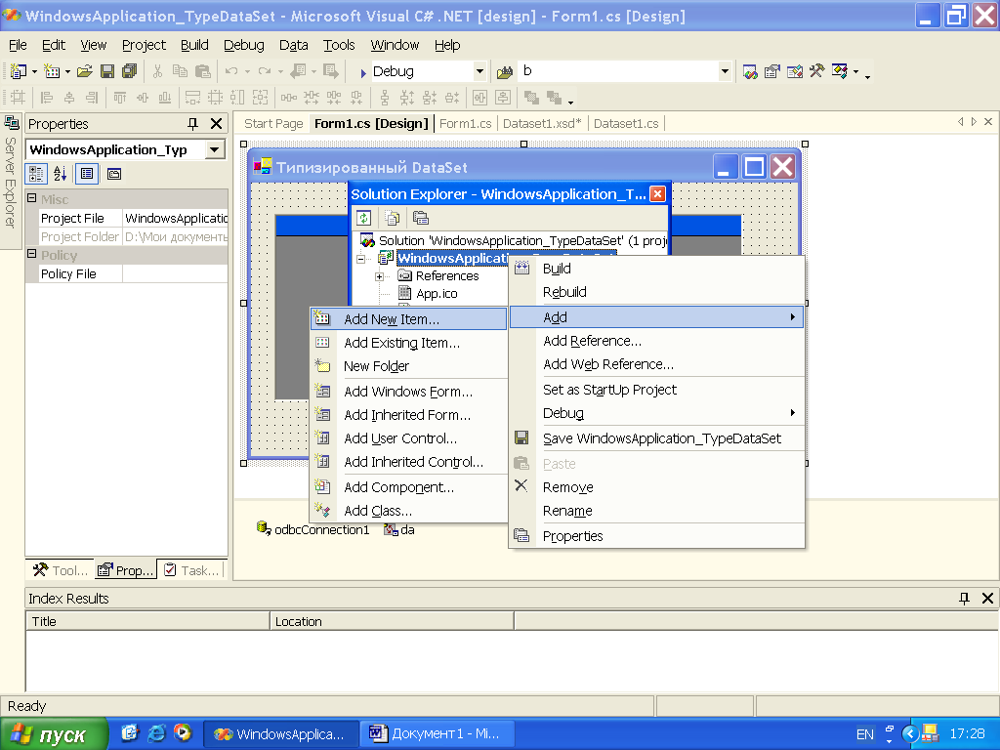 WindowsApplication_TypeDataSet - Microsoft Visual C# .NET [design] - Form1.cs [Design]
File Edit View Project Build Debug Data Tools Window Help
Debug b
Properties
Start Page Form1.cs [Design] Form1.cs Dataset1.xsd* Dataset1.cs
Server Explorer
WindowsApplication_Typ
Misc
Project File WindowsApplicatio
Project Folder D:\Мои документы
Policy
Policy File
Типизированный DataSet
Solution Explorer - WindowsApplication_T...
Solution 'WindowsApplication_TypeDataSet' (1 proje
References
App.ico
Build
Rebuild
Add
Add Reference...
Add Web Reference...
Set as StartUp Project
Debug
Save WindowsApplication_TypeDataSet
Paste
Remove
Rename
Properties
Add New Item...
Add Existing Item...
New Folder
Add Windows Form...
Add Inherited Form...
Add User Control...
Add Inherited Control...
Add Component...
Add Class...
odbcConnection1 da
Tool... Prop... Task...
Index Results
Title Location
Ready
пуск WindowsApplica... Документ1 - Mi... EN 17:28